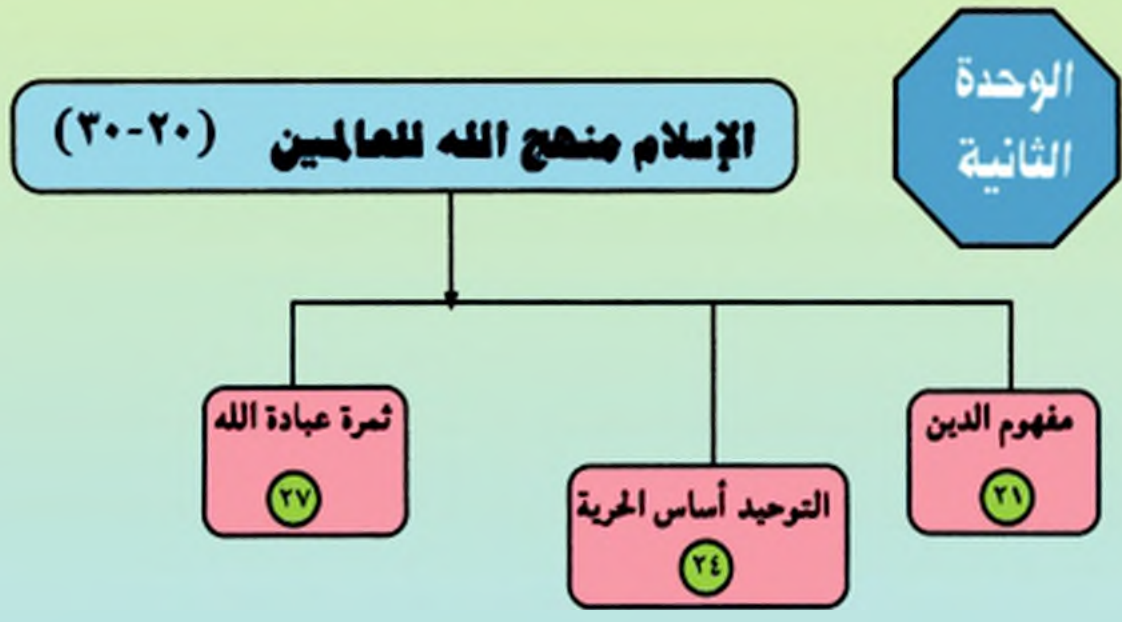 الوحدة
الثانية
الإسلام منهج الله للعالمين (٢٠-٣٠)
مفهوم الدين
٢١
التوحيد أساس الحرية
٢٤
ثمرة عبادة الله
٢٧